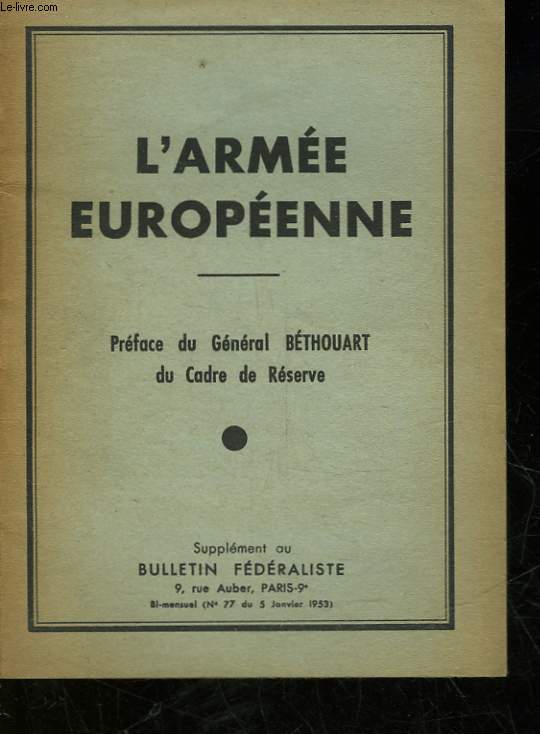 Le-livre.com
L'ARMÉE
EUROPÉENNE
Préface du Général BÉTHOUART
du Cadre de Réserve
Supplément au
BULLETIN FÉDÉRALISTE
9, rue Auber, PARIS-9e
Bi-mensuel (No 77 du 5 Janvier 1953)